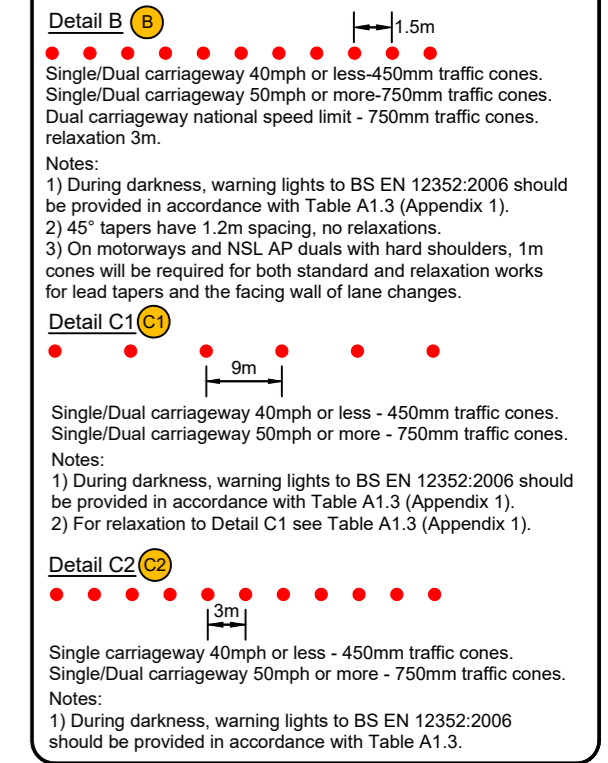 Detail B B
1.5m
Single/Dual carriageway 40mph or less-450mm traffic cones.
Single/Dual carriageway 50mph or more-750mm traffic cones.
Dual carriageway national speed limit - 750mm traffic cones.
relaxation 3m.
Notes:
1) During darkness, warning lights to BS EN 12352:2006 should
be provided in accordance with Table A1.3 (Appendix 1).
2) 45° tapers have 1.2m spacing, no relaxations.
3) On motorways and NSL AP duals with hard shoulders, 1m
cones will be required for both standard and relaxation works
for lead tapers and the facing wall of lane changes.
Detail C1 C1
9m
Single/Dual carriageway 40mph or less - 450mm traffic cones.
Single/Dual carriageway 50mph or more - 750mm traffic cones.
Notes:
1) During darkness, warning lights to BS EN 12352:2006 should
be provided in accordance with Table A1.3 (Appendix 1).
2) For relaxation to Detail C1 see Table A1.3 (Appendix 1).
Detail C2 C2
3m
Single carriageway 40mph or less - 450mm traffic cones.
Single/Dual carriageway 50mph or more - 750mm traffic cones.
Notes:
1) During darkness, warning lights to BS EN 12352:2006
should be provided in accordance with Table A1.3.